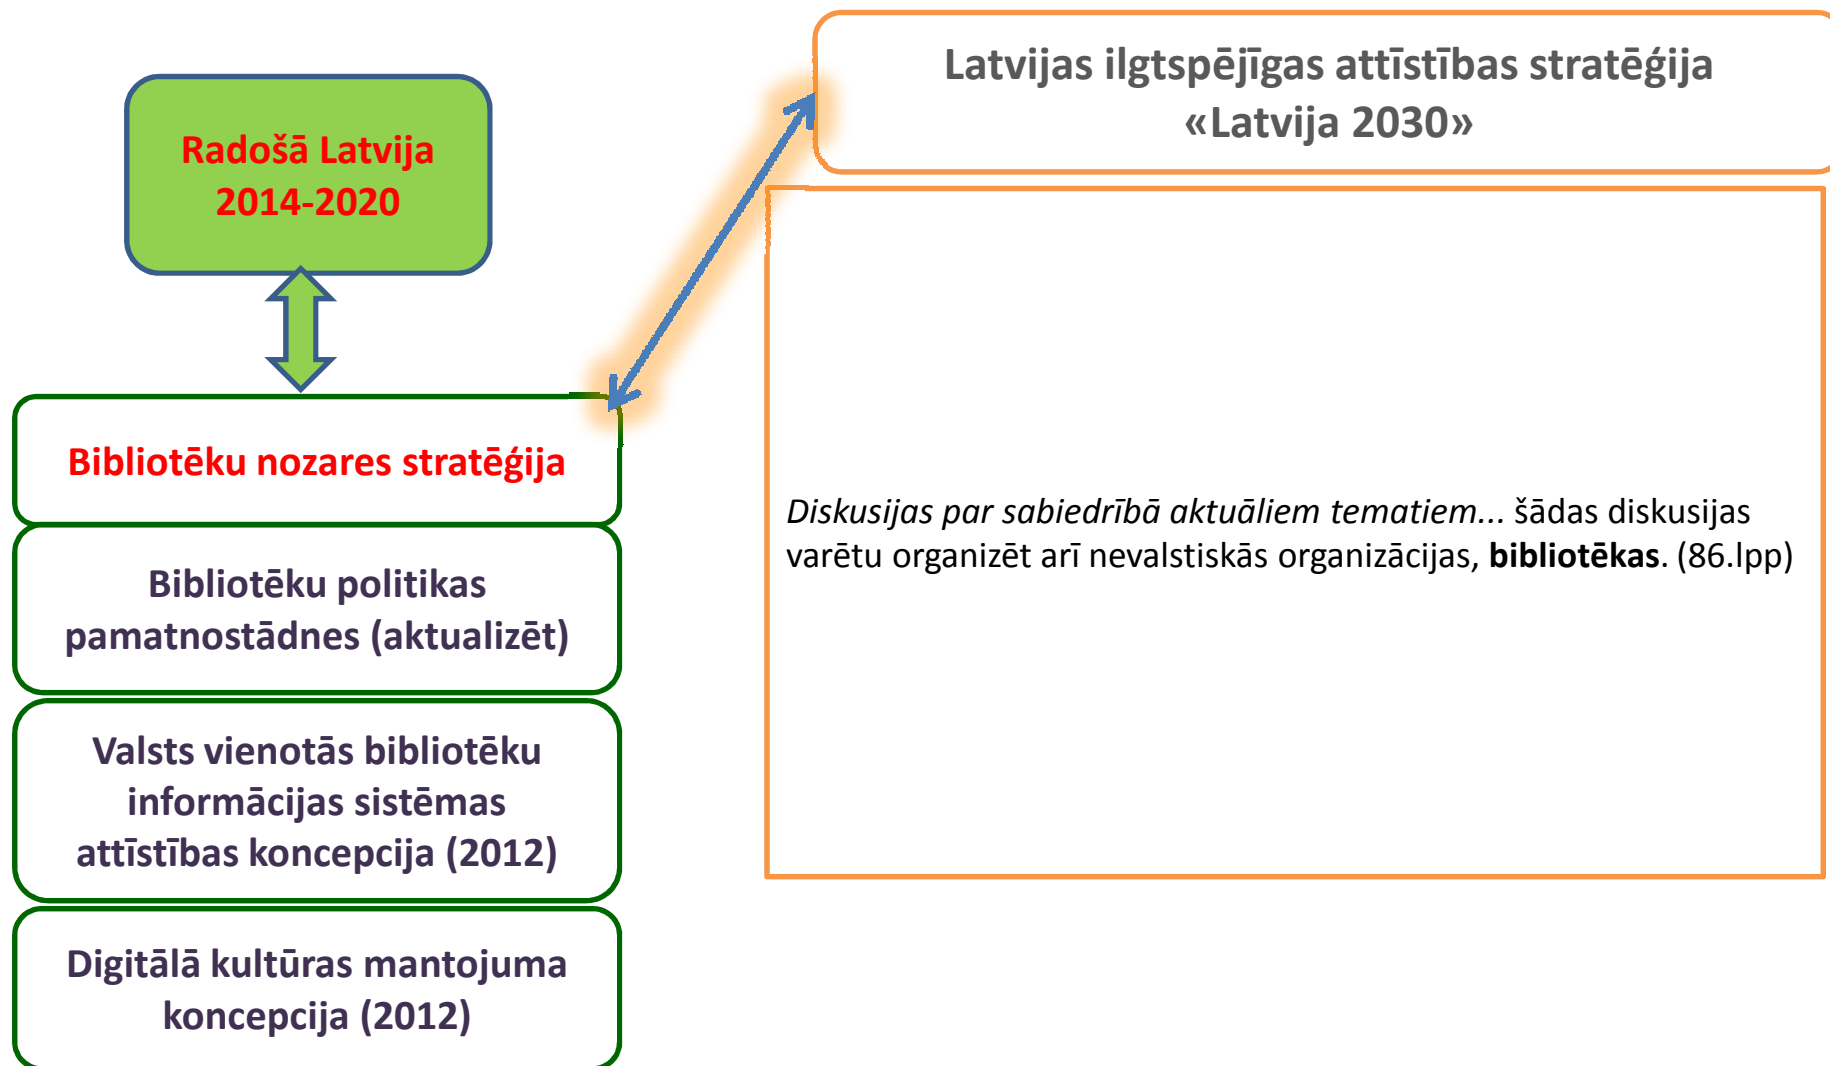 Radošā Latvija
2014-2020
Bibliotēku nozares stratēģija
Bibliotēku politikas
pamatnostādnes (aktualizēt)
Valsts vienotās bibliotēku
informācijas sistēmas
attīstības koncepcija (2012)
Digitālā kultūras mantojuma
koncepcija (2012)
Latvijas ilgtspējīgas attīstības stratēģija
«Latvija 2030»
Diskusijas par sabiedrībā aktuāliem tematiem... šādas diskusijas
varētu organizēt arī nevalstiskās organizācijas, bibliotēkas. (86.lpp)